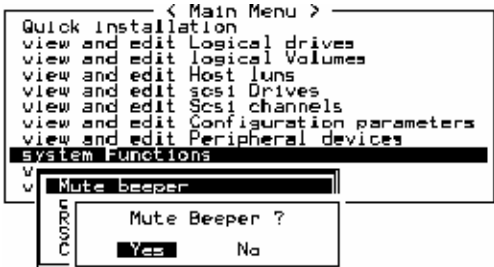 < Main Menu >
Quick installation
view and edit Logical drives
view and edit logical Volumes
view and edit Host luns
view and edit scsi Drives
view and edit Scsi channels
view and edit Configuration parameters
view and edit Peripheral devices
system Functions
v
v
Mute beeper
R
S
C
Mute Beeper ?
Yes No